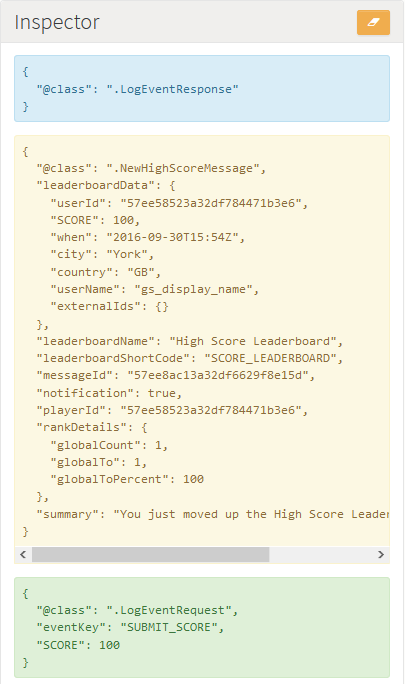 Inspector
{
  "@class": ".LogEventResponse"
}
{
  "@class": ".NewHighScoreMessage",
  "leaderboardData": {
    "userId": "57ee58523a32df784471b3e6",
    "SCORE": 100,
    "when": "2016-09-30T15:54Z",
    "city": "York",
    "country": "GB",
    "userName": "gs_display_name",
    "externalIds": {}
  },
  "leaderboardName": "High Score Leaderboard",
  "leaderboardShortCode": "SCORE_LEADERBOARD",
  "messageId": "57ee8ac13a32df6629f8e15d",
  "notification": true,
  "playerId": "57ee58523a32df784471b3e6",
  "rankDetails": {
    "globalCount": 1,
    "globalTo": 1,
    "globalToPercent": 100
  },
  "summary": "You just moved up the High Score Leader
}
{
  "@class": ".LogEventRequest",
  "eventKey": "SUBMIT_SCORE",
  "SCORE": 100
}